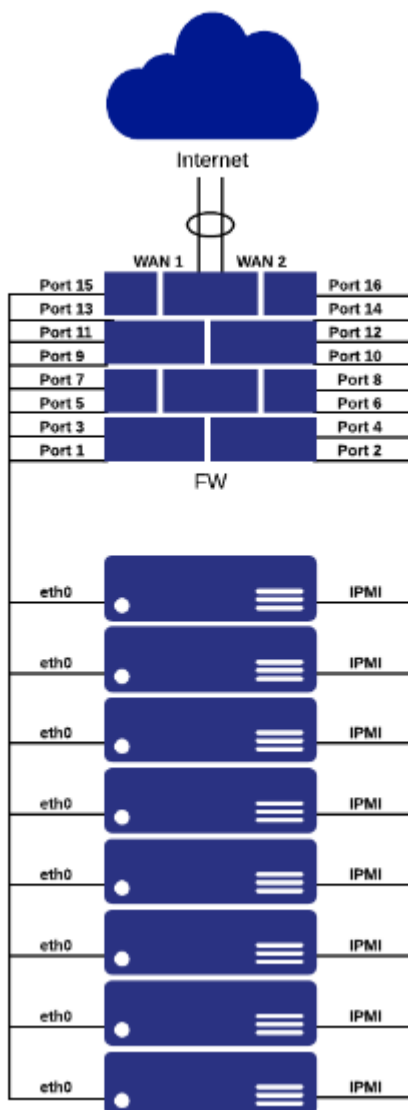 Internet
WAN 1 WAN 2
Port 15 Port 16
Port 13 Port 14
Port 11 Port 12
Port 9 Port 10
Port 7 Port 8
Port 5 Port 6
Port 3 Port 4
Port 1 Port 2
FW
eth0 IPMI
eth0 IPMI
eth0 IPMI
eth0 IPMI
eth0 IPMI
eth0 IPMI
eth0 IPMI
eth0 IPMI